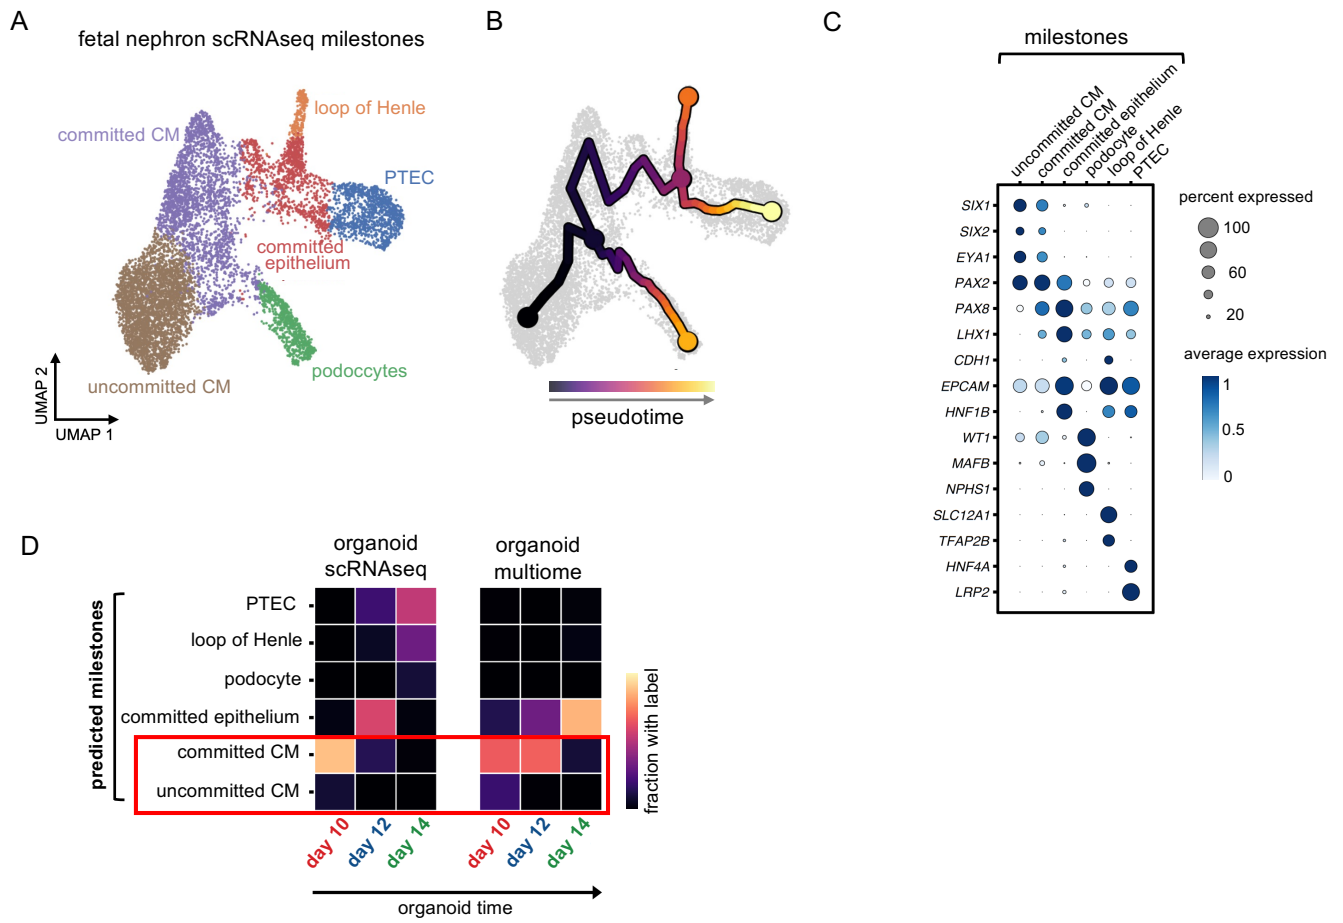 A
fetal nephron scRNAseq milestones
loop of Henle
committed CM
PTEC
committed
epithelium
podoccytes
uncommitted CM
UMAP 2
UMAP 1
B
pseudotime
C
milestones
uncommitted CM
committed CM
committed epithelium
podocyte
loop of Henle
PTEC
SIX1
SIX2
EYA1
PAX2
PAX8
LHX1
CDH1
EPCAM
HNF1B
WT1
MAFB
NPHS1
SLC12A1
TFAP2B
HNF4A
LRP2
percent expressed
100
60
20
average expression
1
0.5
0
D
organoid
scRNAseq
organoid
multiome
predicted milestones
PTEC
loop of Henle
podocyte
committed epithelium
committed CM
uncommitted CM
fraction with label
day 10
day 12
day 14
day 10
day 12
day 14
organoid time